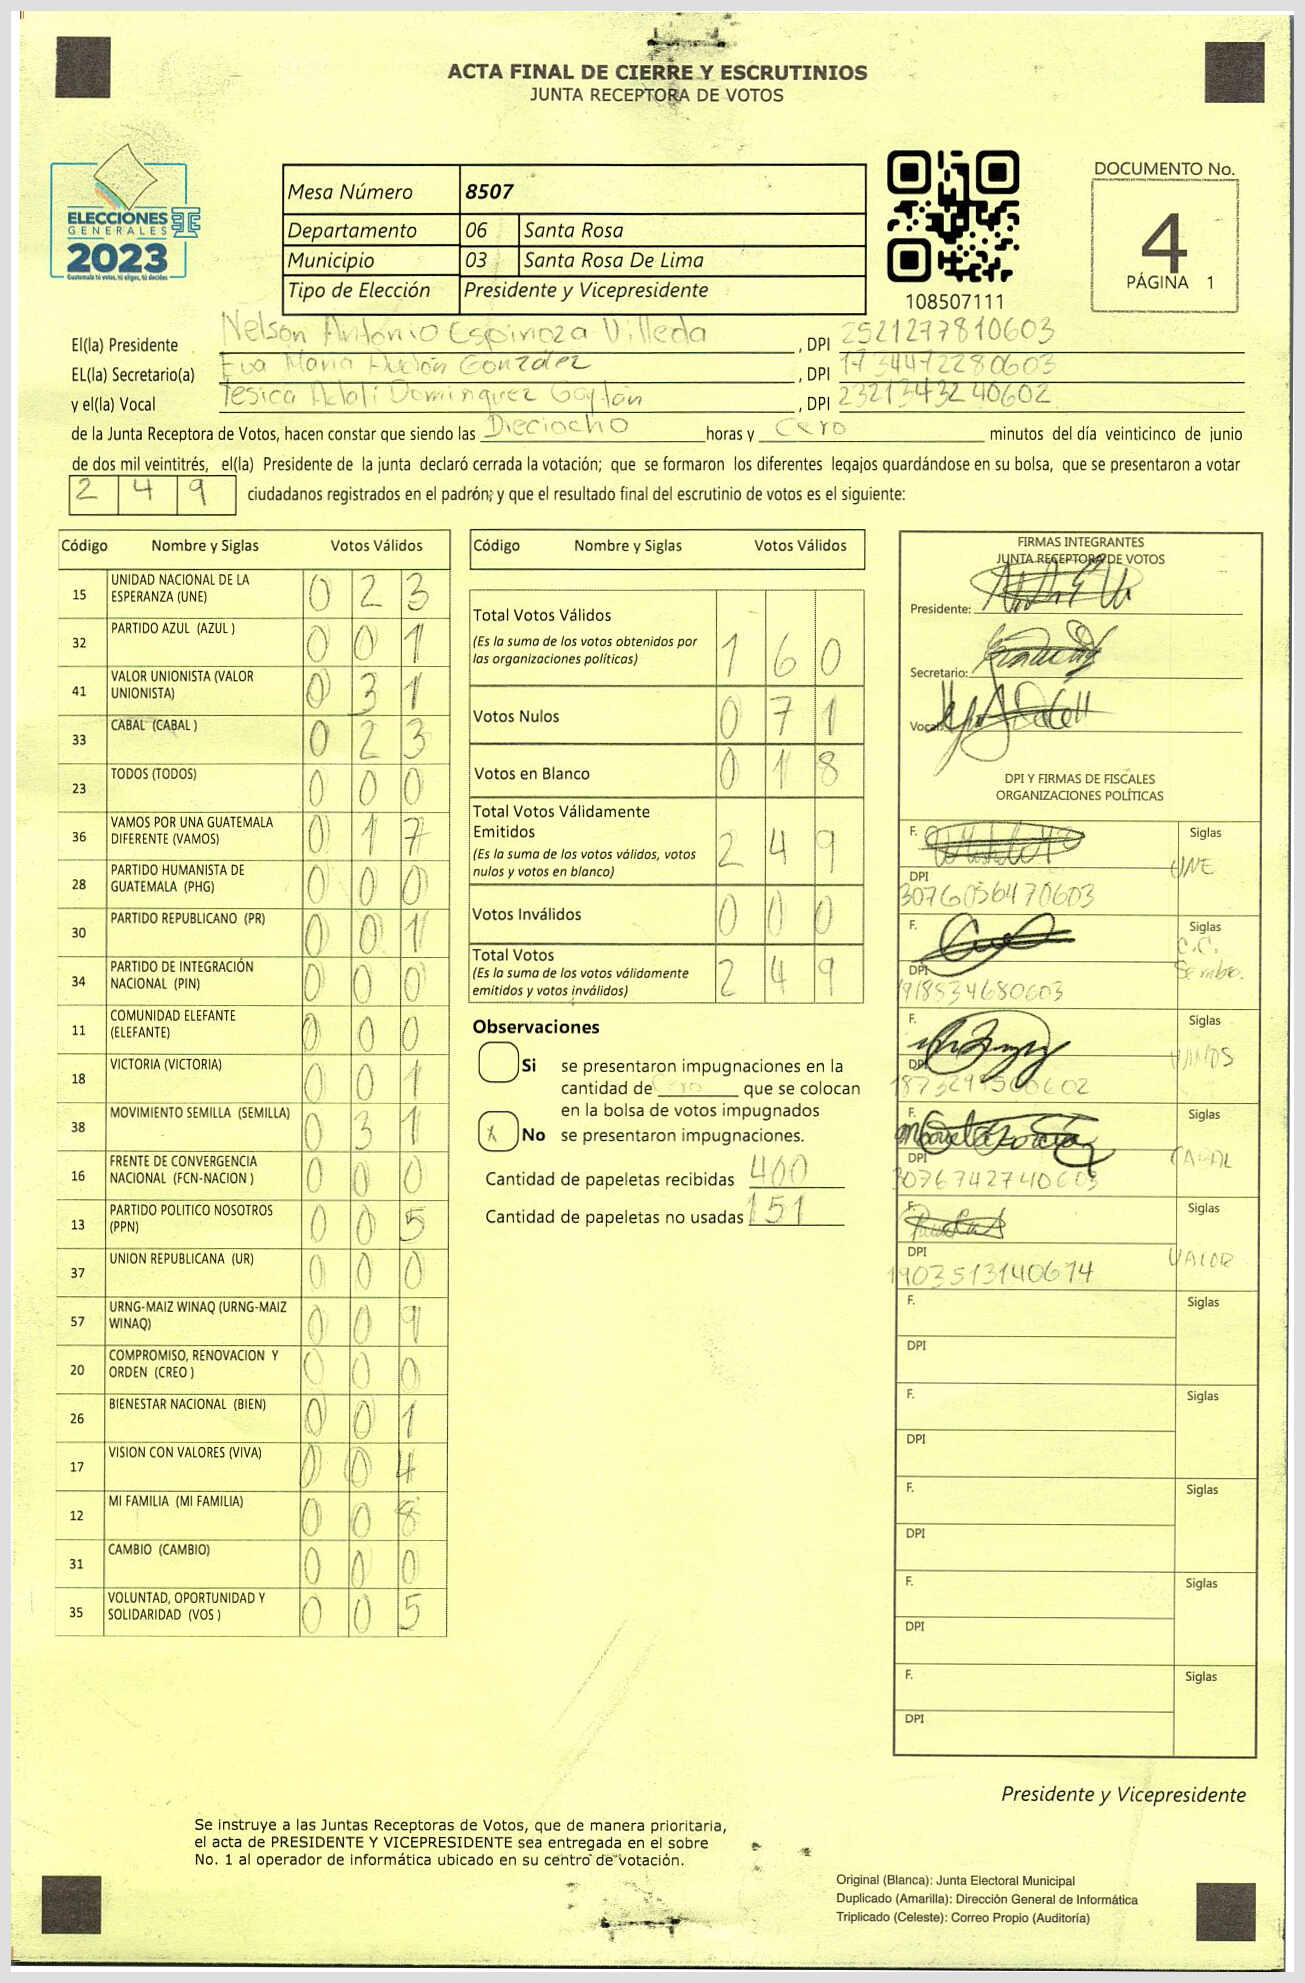 ACTA FINAL DE CIERRE Y ESCRUTINIOS
JUNTA RECEPTORA DE VOTOS
ELECCIONES
GENERALES
2023
Guatemala tú votas, tú eliges, tú decides
Mesa Número 8507
Departamento 06 Santa Rosa
Municipio 03 Santa Rosa De Lima
Tipo de Elección Presidente y Vicepresidente
108507111
DOCUMENTO No.
4
PÁGINA 1
El(la) Presidente Nelson Antonio Espinoza Villeda , DPI 2521277810603
EL(la) Secretario(a) Eva María González , DPI 1734472280603
y el(la) Vocal Yesica Adalí Domínguez Gaytán , DPI 2321343240602
de la Junta Receptora de Votos, hacen constar que siendo las Dieciocho horas y Cero minutos del día veinticinco de junio
de dos mil veintitrés, el(la) Presidente de la junta declaró cerrada la votación; que se formaron los diferentes legajos guardándose en su bolsa, que se presentaron a votar
2 4 9 ciudadanos registrados en el padrón; y que el resultado final del escrutinio de votos es el siguiente:
Código Nombre y Siglas Votos Válidos
15 UNIDAD NACIONAL DE LA ESPERANZA (UNE) 0 2 3
32 PARTIDO AZUL (AZUL ) 0 0 1
41 VALOR UNIONISTA (VALOR UNIONISTA) 0 3 1
33 CABAL (CABAL ) 0 2 3
23 TODOS (TODOS) 0 0 0
36 VAMOS POR UNA GUATEMALA DIFERENTE (VAMOS) 0 1 7
28 PARTIDO HUMANISTA DE GUATEMALA (PHG) 0 0 0
30 PARTIDO REPUBLICANO (PR) 0 0 1
34 PARTIDO DE INTEGRACIÓN NACIONAL (PIN) 0 0 0
11 COMUNIDAD ELEFANTE (ELEFANTE) 0 0 0
18 VICTORIA (VICTORIA) 0 0 1
38 MOVIMIENTO SEMILLA (SEMILLA) 0 3 1
16 FRENTE DE CONVERGENCIA NACIONAL (FCN-NACION ) 0 0 0
13 PARTIDO POLITICO NOSOTROS (PPN) 0 0 5
37 UNION REPUBLICANA (UR) 0 0 0
57 URNG-MAIZ WINAQ (URNG-MAIZ WINAQ) 0 0 9
20 COMPROMISO, RENOVACION Y ORDEN (CREO ) 0 0 0
26 BIENESTAR NACIONAL (BIEN) 0 0 1
17 VISION CON VALORES (VIVA) 0 0 4
12 MI FAMILIA (MI FAMILIA) 0 0 8
31 CAMBIO (CAMBIO) 0 0 0
35 VOLUNTAD, OPORTUNIDAD Y SOLIDARIDAD (VOS ) 0 0 5
Código Nombre y Siglas Votos Válidos
Total Votos Válidos
(Es la suma de los votos obtenidos por las organizaciones políticas) 1 6 0
Votos Nulos 0 7 1
Votos en Blanco 0 1 8
Total Votos Válidamente Emitidos
(Es la suma de los votos válidos, votos nulos y votos en blanco) 2 4 9
Votos Inválidos 0 0 0
Total Votos
(Es la suma de los votos válidamente emitidos y votos inválidos) 2 4 9
Observaciones
Si se presentaron impugnaciones en la
cantidad de Cero que se colocan
en la bolsa de votos impugnados
X No se presentaron impugnaciones.
Cantidad de papeletas recibidas 400
Cantidad de papeletas no usadas 151
FIRMAS INTEGRANTES
JUNTA RECEPTORA DE VOTOS
Presidente:
Secretario:
Vocal:
DPI Y FIRMAS DE FISCALES
ORGANIZACIONES POLÍTICAS
F. Siglas
UNE
DPI
3076056470603
F. Siglas
C.C.
DPI
1918534680603
F. Siglas
VAMOS
DPI
F. Siglas
CABAL
DPI
3076742740603
F. Siglas
VALOR
DPI
1903513140614
F. Siglas
DPI
F. Siglas
DPI
F. Siglas
DPI
F. Siglas
DPI
F. Siglas
DPI
Presidente y Vicepresidente
Se instruye a las Juntas Receptoras de Votos, que de manera prioritaria,
el acta de PRESIDENTE Y VICEPRESIDENTE sea entregada en el sobre
No. 1 al operador de informática ubicado en su centro de votación.
Original (Blanca): Junta Electoral Municipal
Duplicado (Amarilla): Dirección General de Informática
Triplicado (Celeste): Correo Propio (Auditoría)